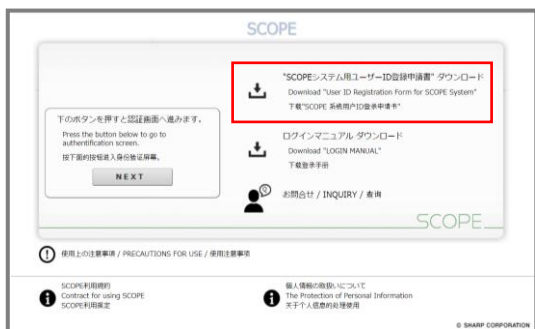 SCOPE
"SCOPEシステム用ユーザーID登録申請書" ダウンロード
Download "User ID Registration Form for SCOPE System"
下載"SCOPE 系統用户ID登录申请书"
下のボタンを押すと認証画面へ進みます。
Press the button below to go to
authentification screen.
按下面的按钮进入身份验证屏幕。
NEXT
ログインマニュアル ダウンロード
Download "LOGIN MANUAL"
下载登录手册
お問合せ / INQUIRY / 查询
SCOPE
使用上の注意事項 / PRECAUTIONS FOR USE / 使用注意事项
SCOPE利用規約
Contract for using SCOPE
SCOPE利用规定
個人情報の取扱いについて
The Protection of Personal Information
关于个人信息的处理使用
© SHARP CORPORATION